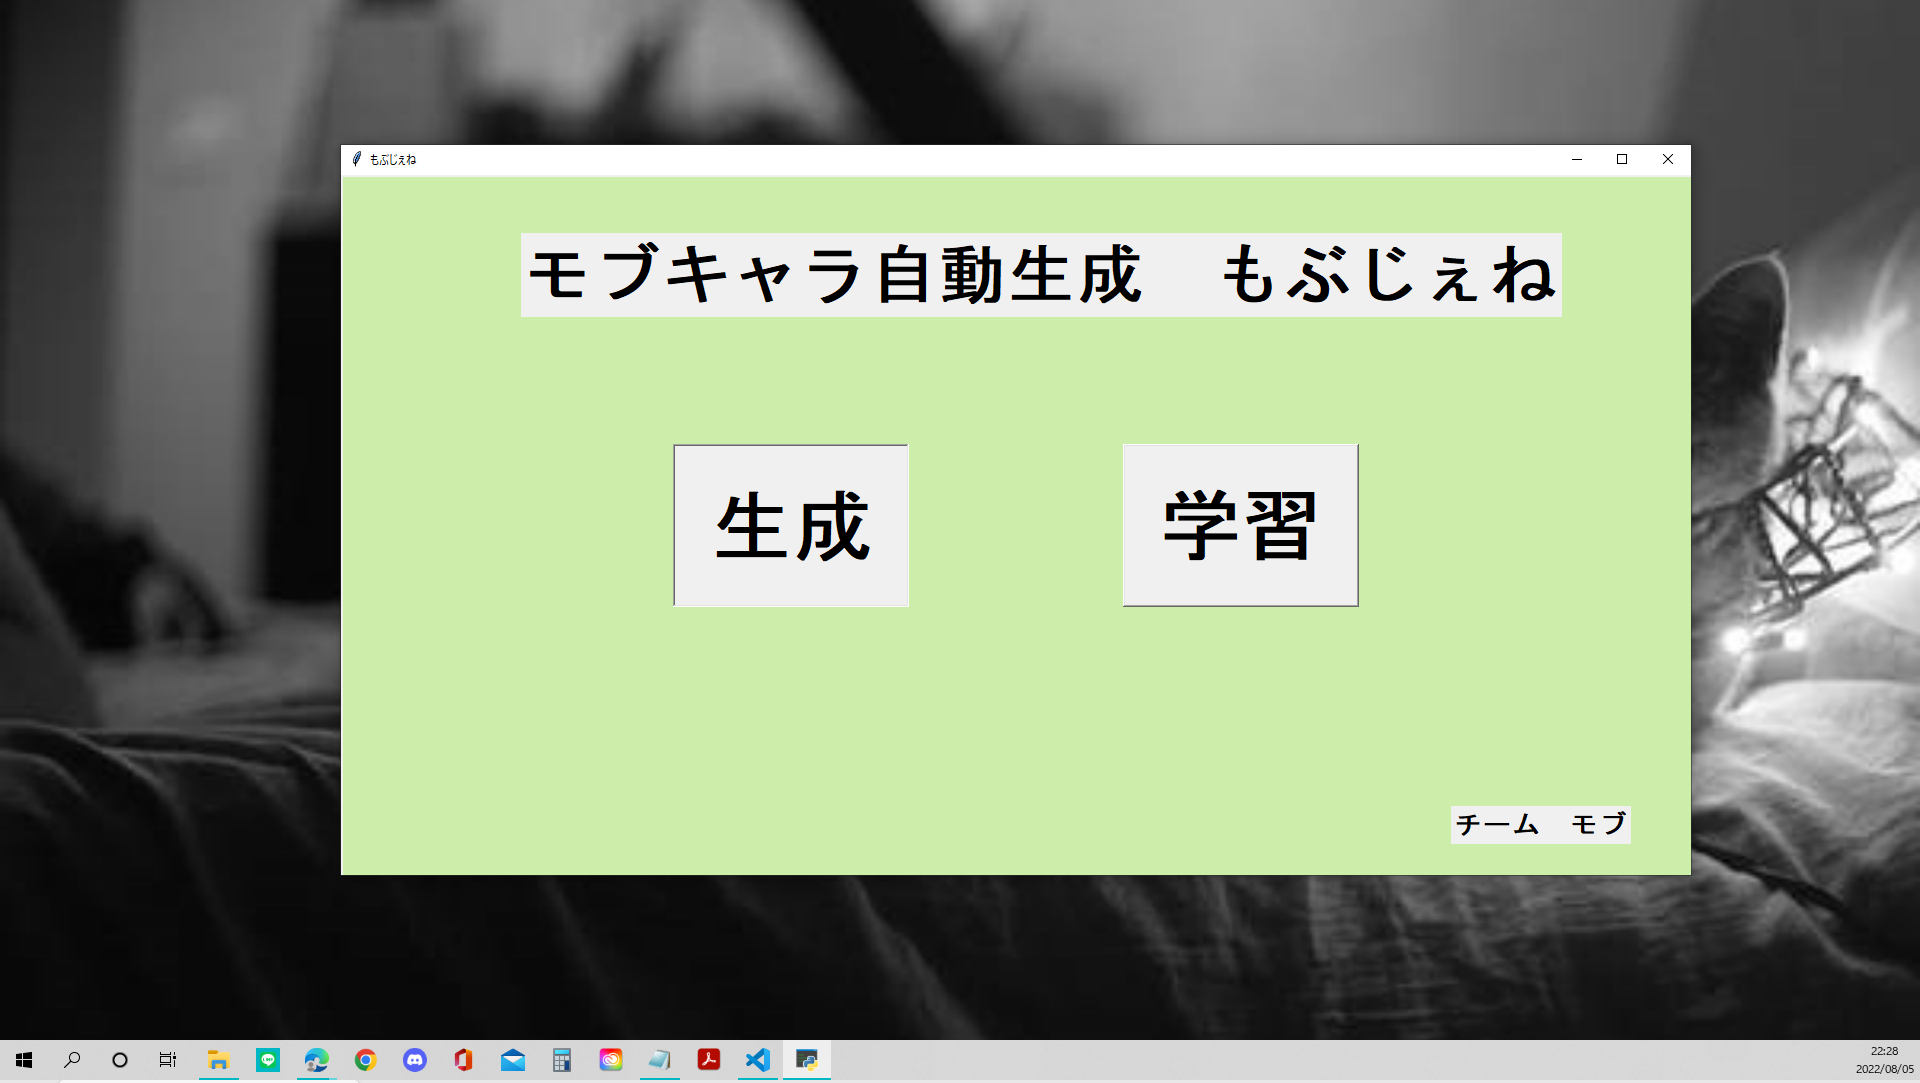 もぶじぇね
モブキャラ自動生成　もぶじぇね
生成
学習
チーム　モブ
22:28
2022/08/05